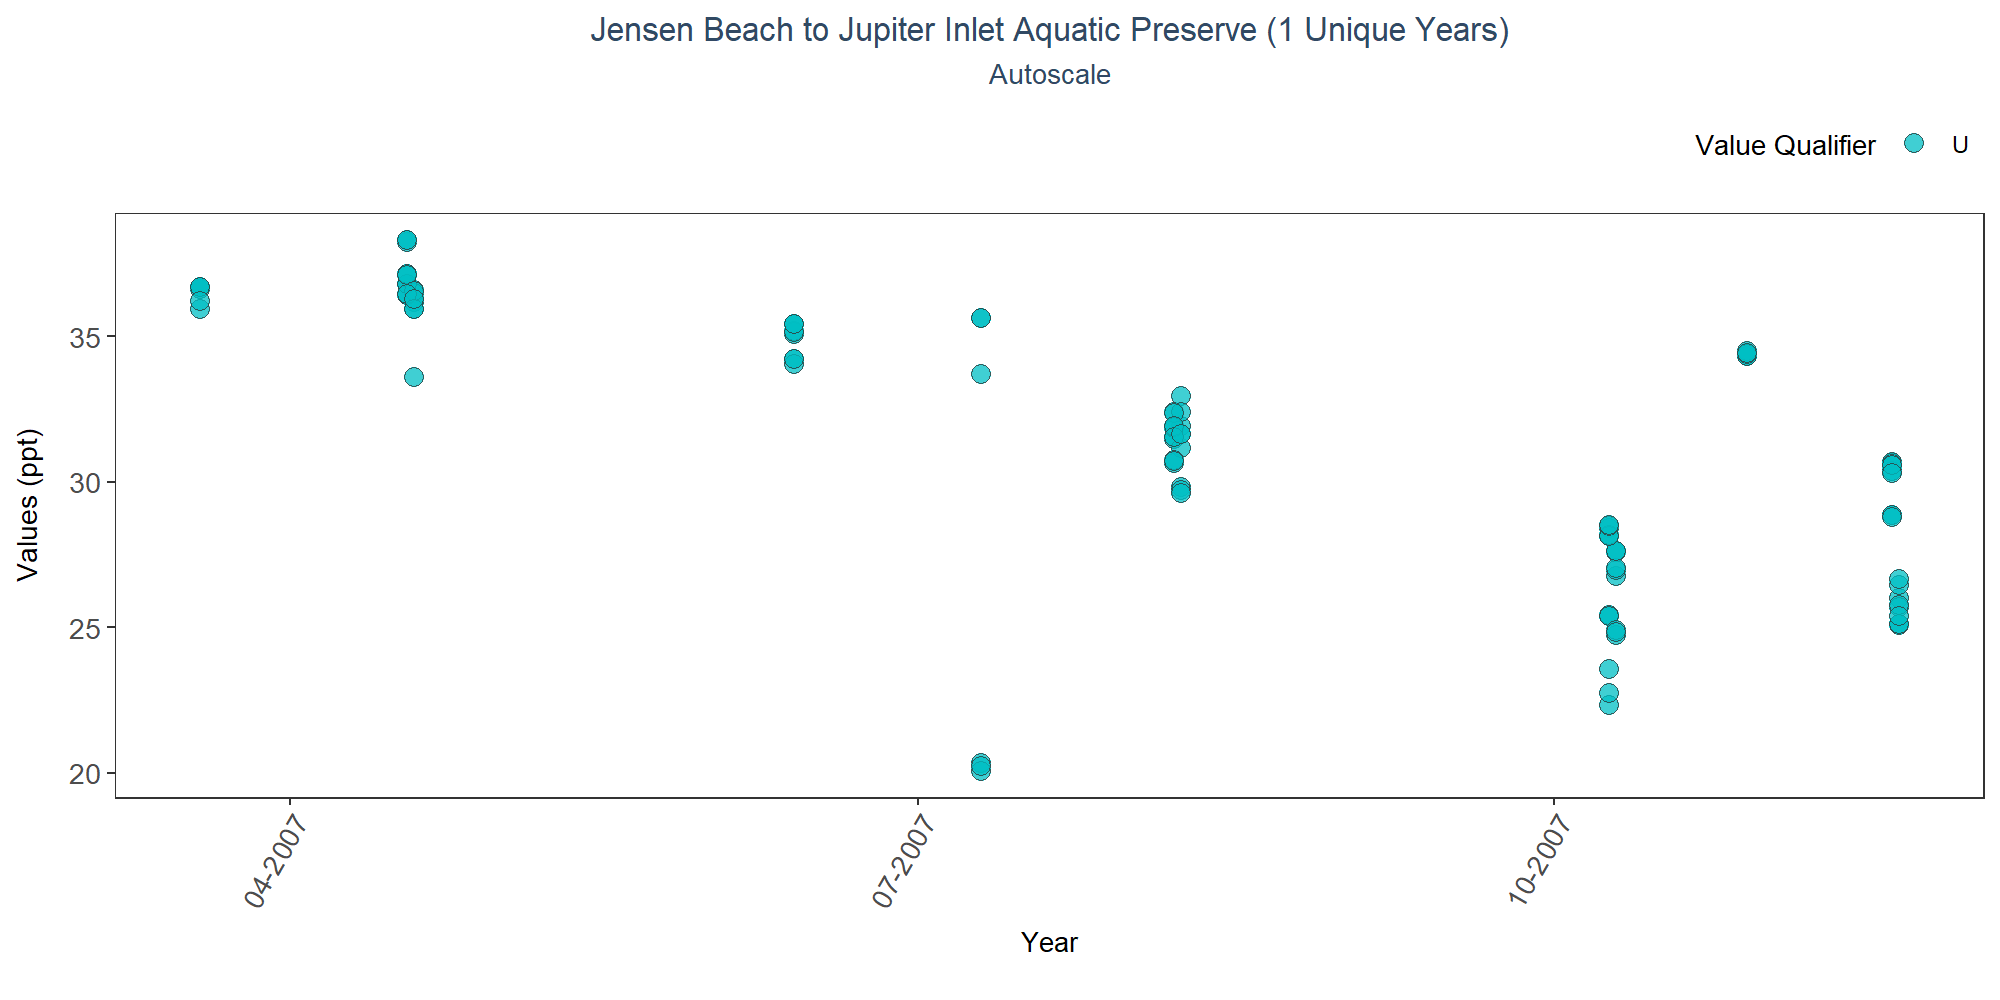 Jensen Beach to Jupiter Inlet Aquatic Preserve (1 Unique Years)
Autoscale
Value Qualifier U
Values (ppt)
35
30
25
20
04-2007 07-2007 10-2007
Year